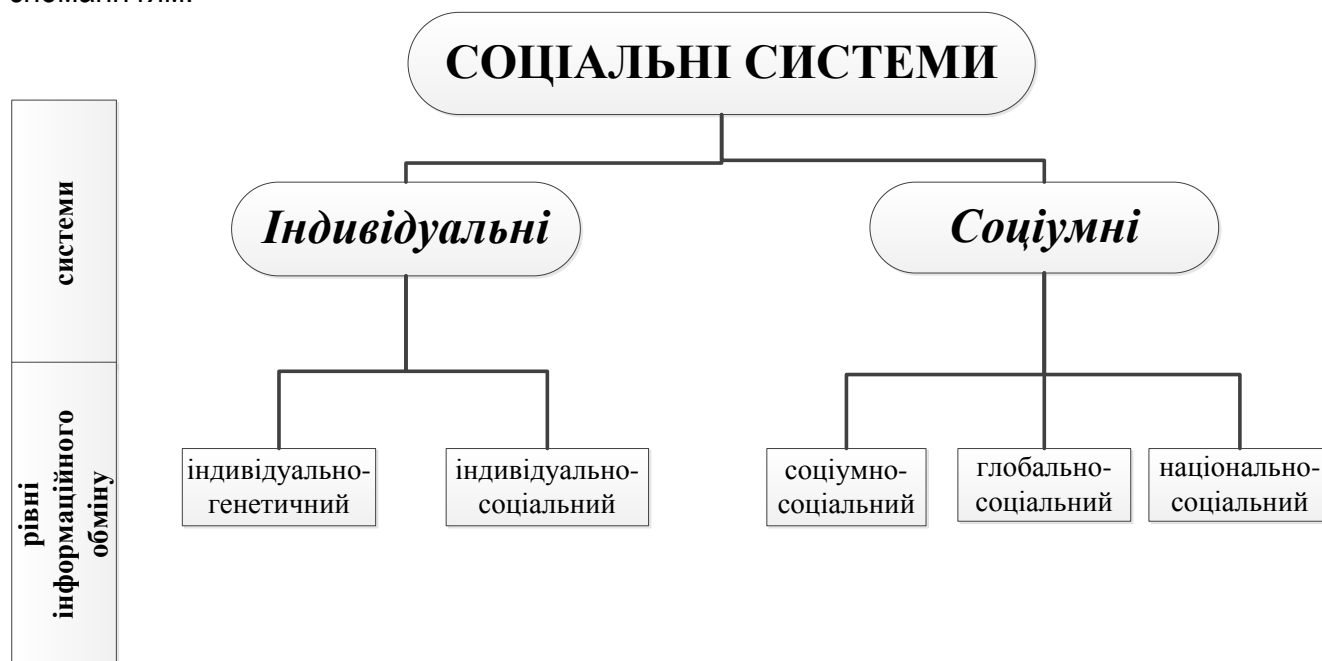 СОЦІАЛЬНІ СИСТЕМИ
системи
Індивідуальні
Соціумні
рівні
інформаційного
обміну
індивідуально-
генетичний
індивідуально-
соціальний
соціумно-
соціальний
глобально-
соціальний
національно-
соціальний